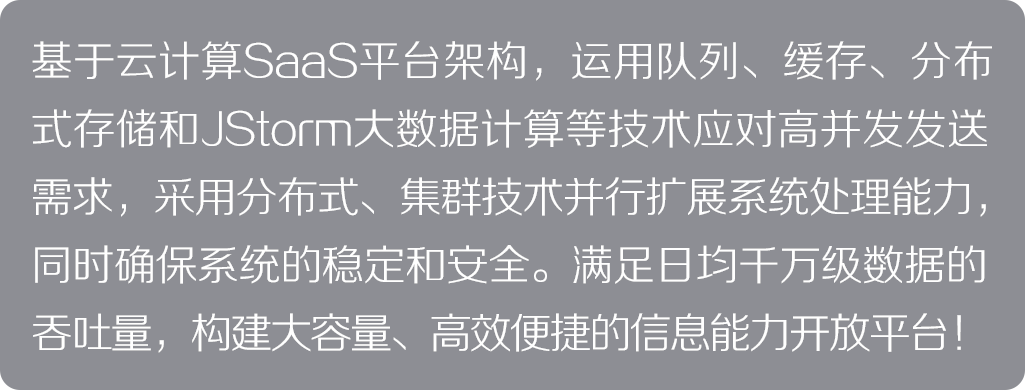 基于云计算SaaS平台架构，运用队列、缓存、分布
式存储和JStorm大数据计算等技术应对高并发发送
需求，采用分布式、集群技术并行扩展系统处理能力，
同时确保系统的稳定和安全。满足日均千万级数据的
吞吐量，构建大容量、高效便捷的信息能力开放平台！